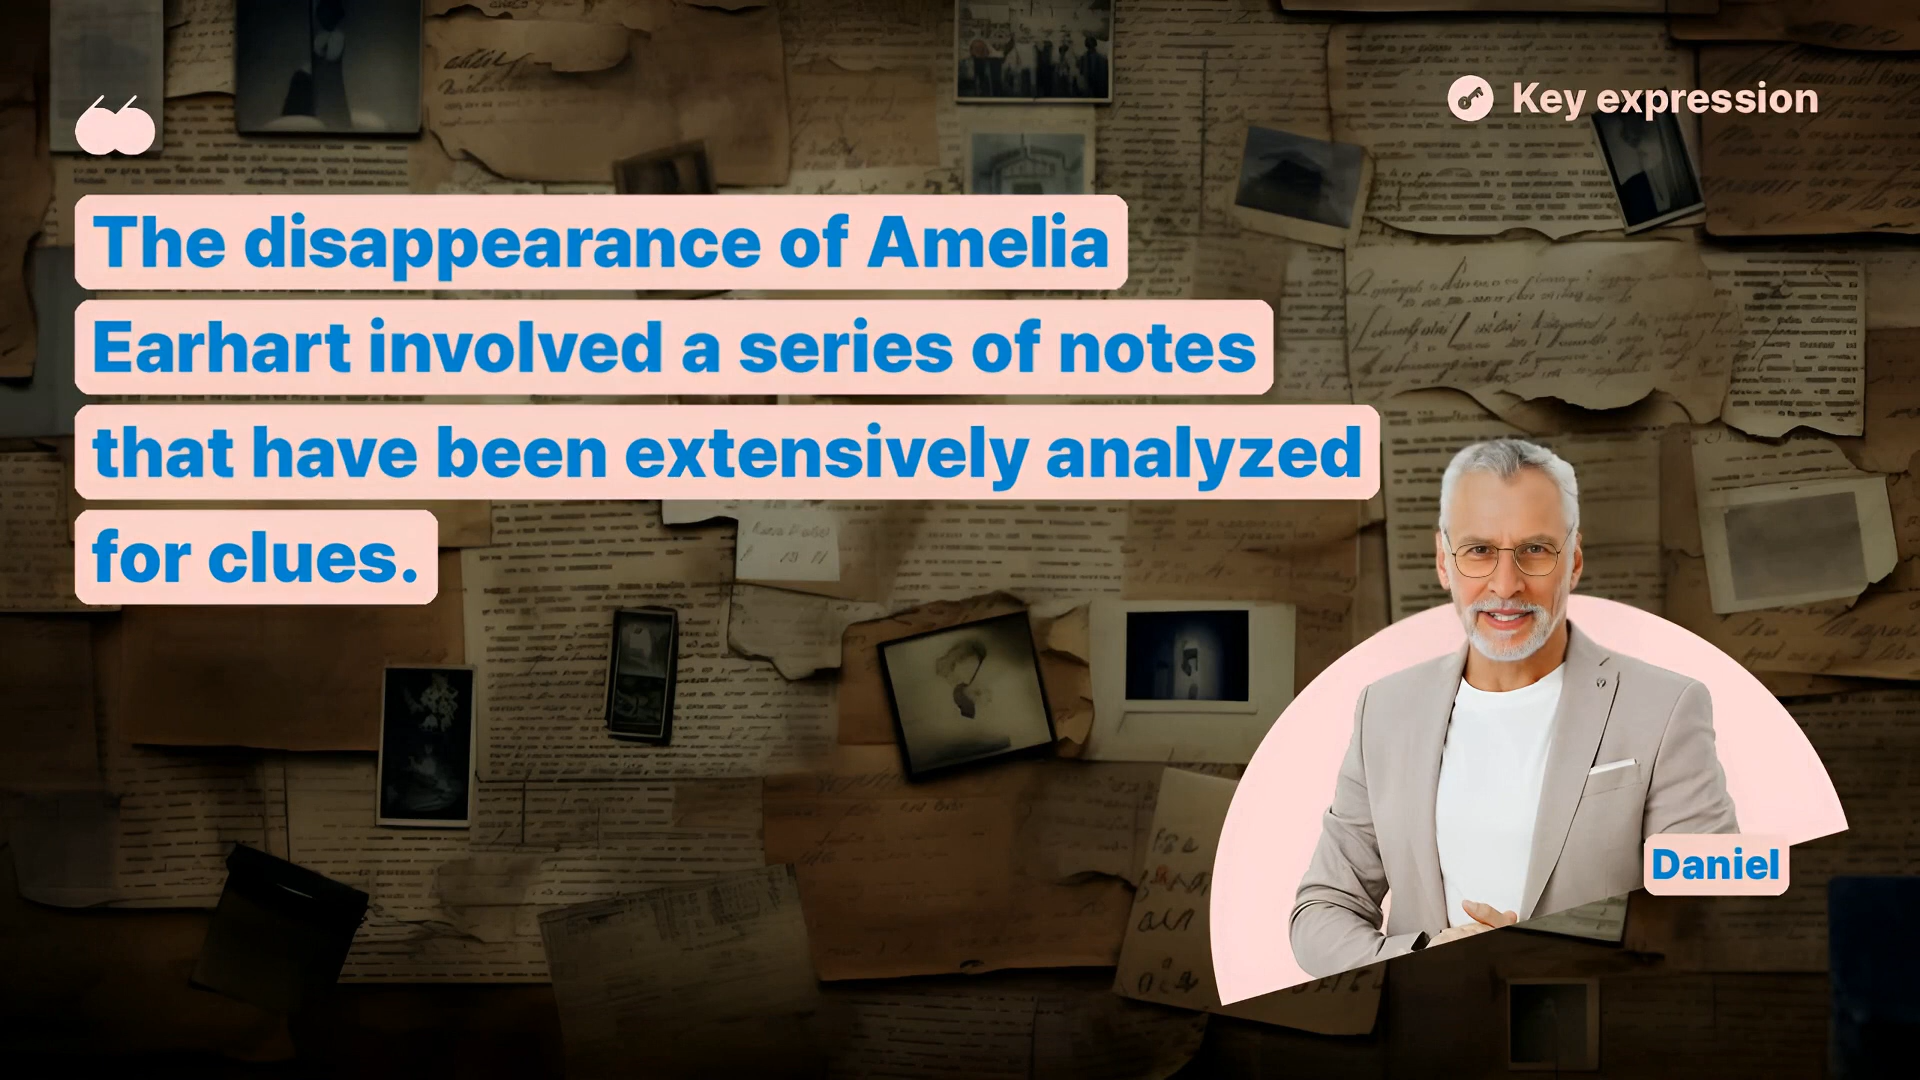 Key expression
The disappearance of Amelia
Earhart involved a series of notes
that have been extensively analyzed
for clues.
Daniel